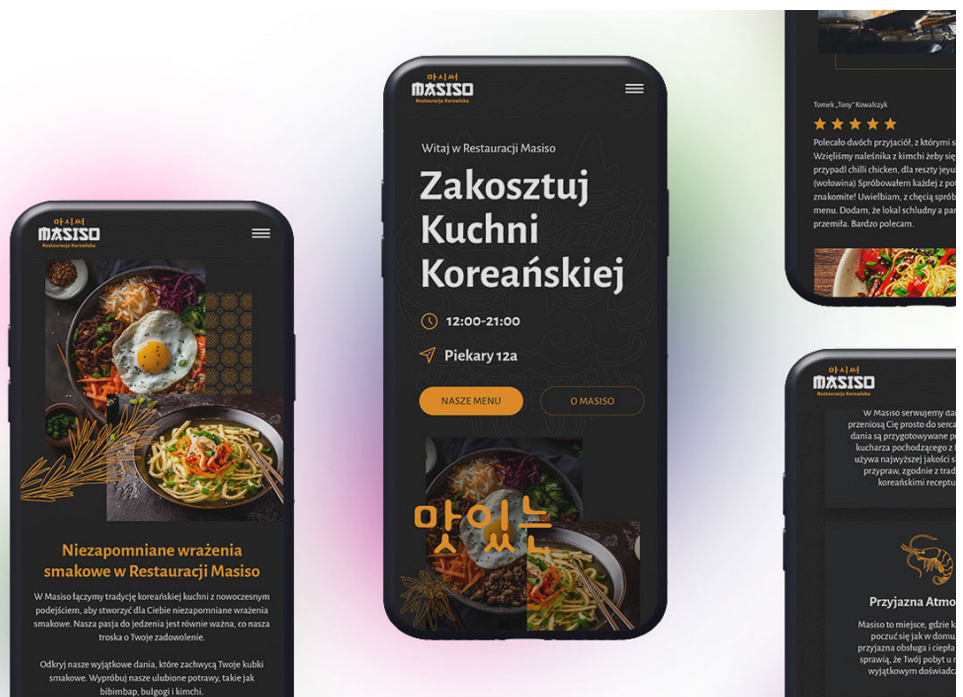 마시써
MASISO
Restauracja Koreańska
Niezapomniane wrażenia
smakowe w Restauracji Masiso
W Masiso łączymy tradycję koreańskiej kuchni z nowoczesnym
podejściem, aby stworzyć dla Ciebie niezapomniane wrażenia
smakowe. Nasza pasja do jedzenia jest równie ważna, co nasza
troska o Twoje zadowolenie.
Odkryj nasze wyjątkowe dania, które zachwycą Twoje kubki
smakowe. Wypróbuj nasze ulubione potrawy, takie jak
bibimbap, bulgogi i kimchi.
마시써
MASISO
Restauracja Koreańska
Witaj w Restauracji Masiso
Zakosztuj
Kuchni
Koreańskiej
12:00-21:00
Piekary 12a
NASZE MENU
O MASISO
맛있는
Tomek „Tony" Kowalczyk
Polecało dwóch przyjaciół, z którymi s
Wzięliśmy naleśnika z kimchi żeby się
przypadł chilli chicken, dla reszty jeyu
(wołowina) Spróbowałem każdej z pot
znakomite! Uwielbiam, z chęcią sprób
menu. Dodam, że lokal schludny a pan
przemiła. Bardzo polecam.
마시써
MASISO
Restauracja Koreańska
W Masiso serwujemy dan
przeniosą Cię prosto do serca
dania są przygotowywane pr
kucharza pochodzącego z
używa najwyższej jakości s
przypraw, zgodnie z trad
koreańskimi receptu
Przyjazna Atmo
Masiso to miejsce, gdzie k
poczuć się jak w domu.
przyjazna obsługa i ciepła
sprawią, że Twój pobyt u n
wyjątkowym doświadcz